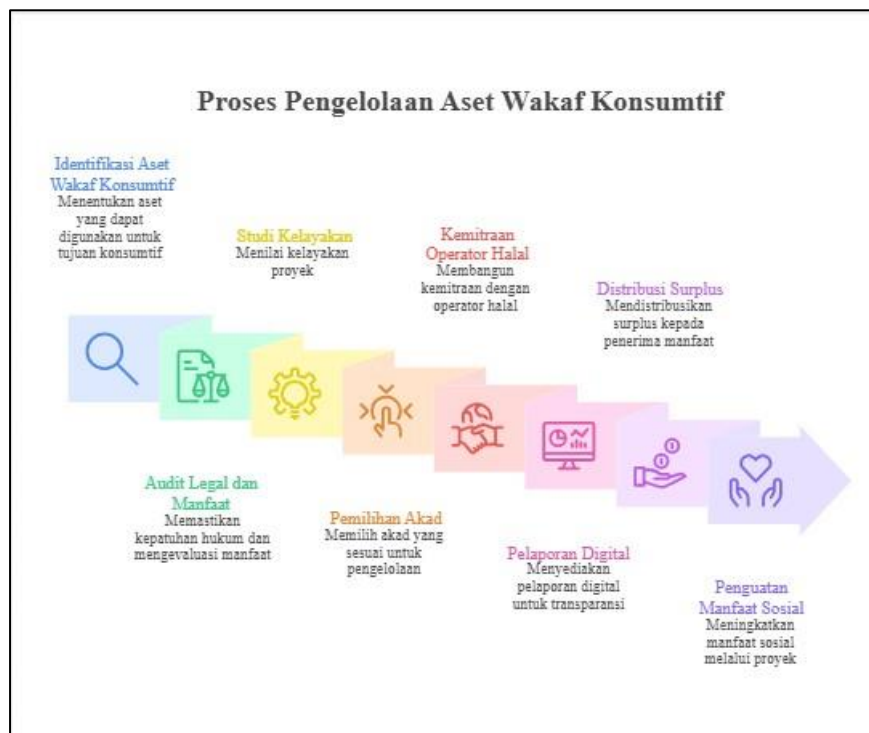 Proses Pengelolaan Aset Wakaf Konsumtif
Identifikasi Aset
Wakaf Konsumtif
Menentukan aset
yang dapat
digunakan untuk
tujuan konsumtif
Audit Legal dan
Manfaat
Memastikan
kepatuhan hukum dan
mengevaluasi manfaat
Studi Kelayakan
Menilai kelayakan
proyek
Pemilihan Akad
Memilih akad yang
sesuai untuk
pengelolaan
Kemitraan
Operator Halal
Membangun
kemitraan dengan
operator halal
Pelaporan Digital
Menyediakan
pelaporan digital
untuk transparansi
Distribusi Surplus
Mendistribusikan
surplus kepada
penerima manfaat
Penguatan
Manfaat Sosial
Meningkatkan
manfaat sosial
melalui proyek